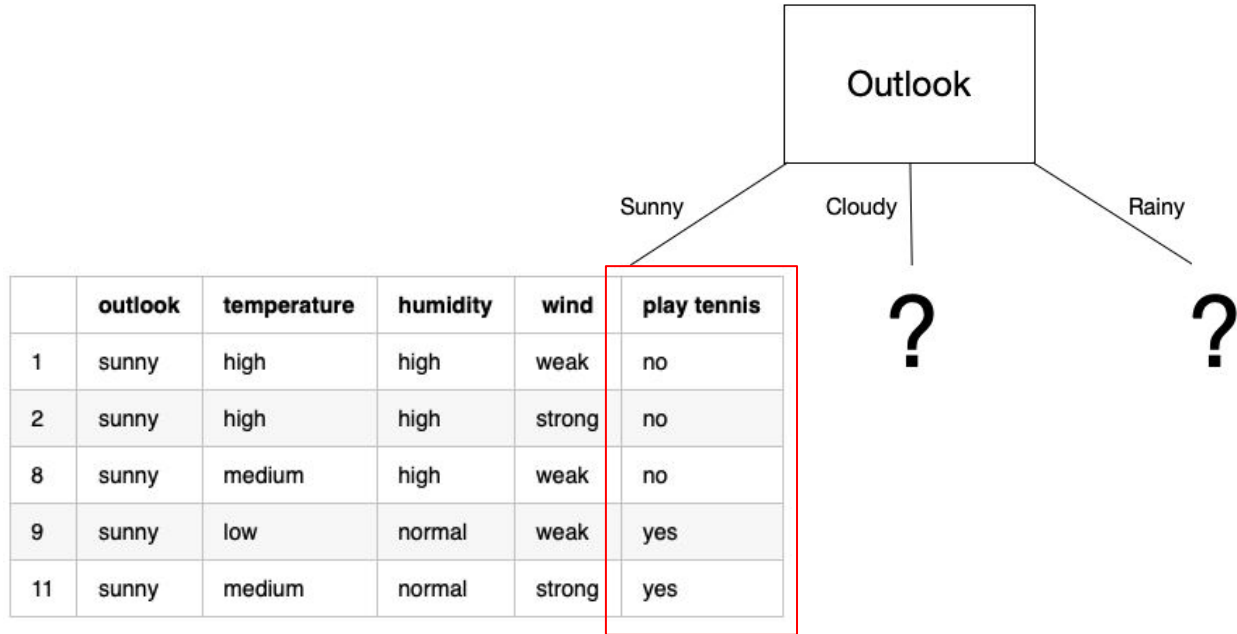 Outlook
Sunny Cloudy Rainy
outlook temperature humidity wind play tennis
1 sunny high high weak no
2 sunny high high strong no
8 sunny medium high weak no
9 sunny low normal weak yes
11 sunny medium normal strong yes
? ?